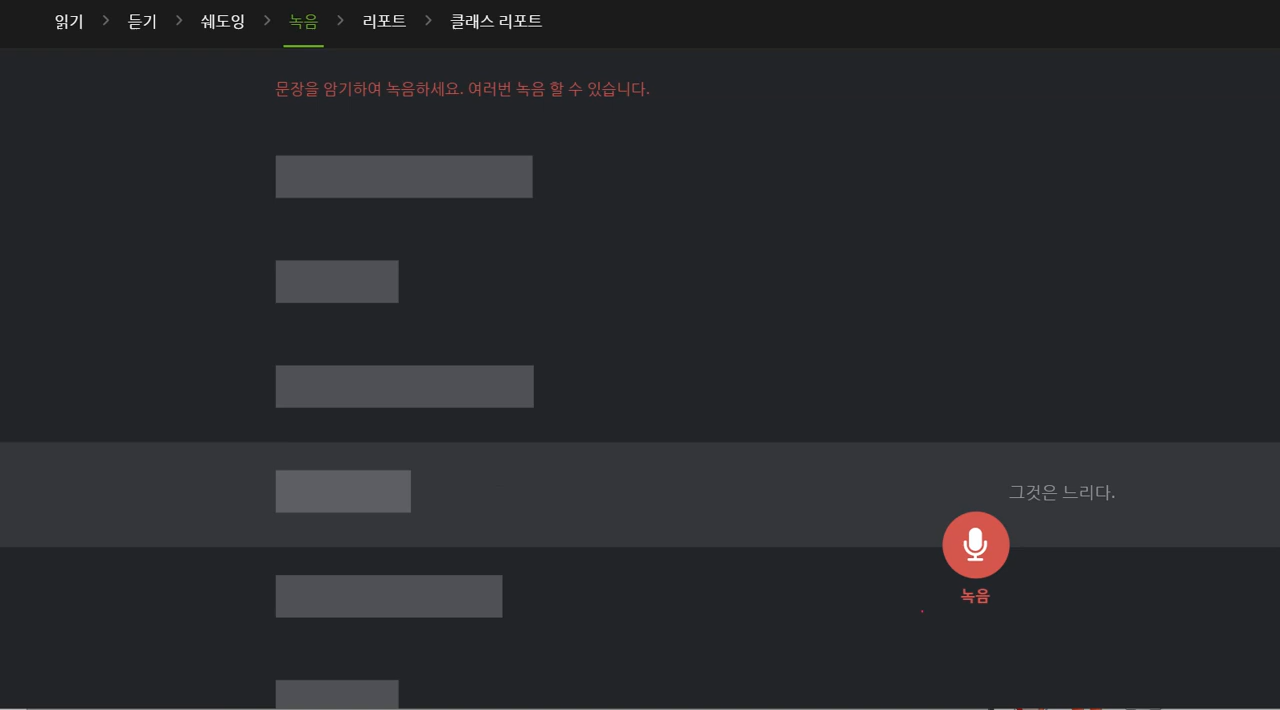 읽기 > 듣기 > 쉐도잉 > 녹음 > 리포트 > 클래스 리포트
문장을 암기하여 녹음하세요. 여러번 녹음 할 수 있습니다.
그것은 느리다.
녹음